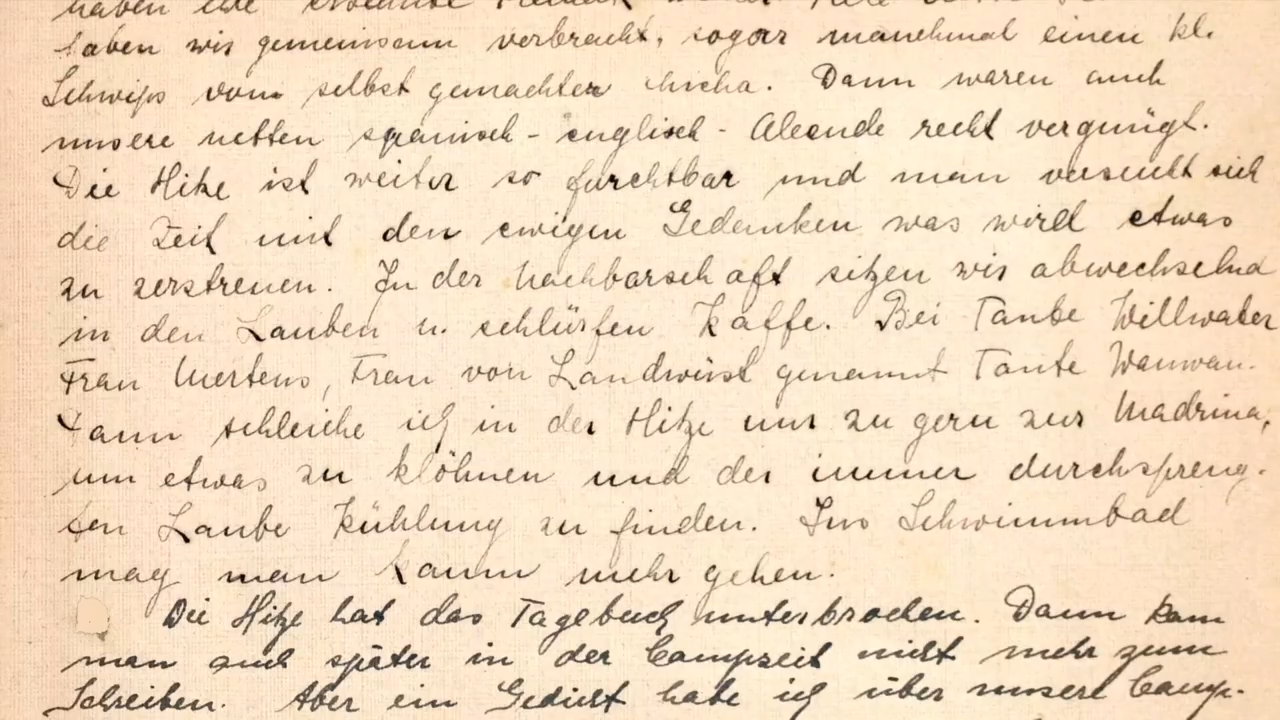 haben
haben wir gemeinsam verbracht, sogar manchmal einen kl.
Schwips vom selbst gemachten chicha. Dann waren auch
unsere netten spanisch-englisch-Abende recht vergnügt.
Die Hitze ist weiter so furchtbar und man versucht sich
die Zeit mit den ewigen Gedanken was wird etwas
zu zerstreuen. In der Nachbarschaft sitzen wir abwechselnd
in den Lauben u. schlürfen Kaffe. Bei Tante Willwater
Frau Mertens, Frau von Landwüst genannt Tante Wauwau.
Dann schleiche ich in der Hitze nur zu gern zur Madrina,
um etwas zu klöhnen und der immer durchspreng-
ten Laube Kühlung zu finden. Ins Schwimmbad
mag man kaum mehr gehen.
Die Hitze hat das Tagebuch unterbrochen. Dann kam
man auch später in der Campzeit nicht mehr zum
Schreiben. Aber ein Gedicht habe ich über unsere Camp-